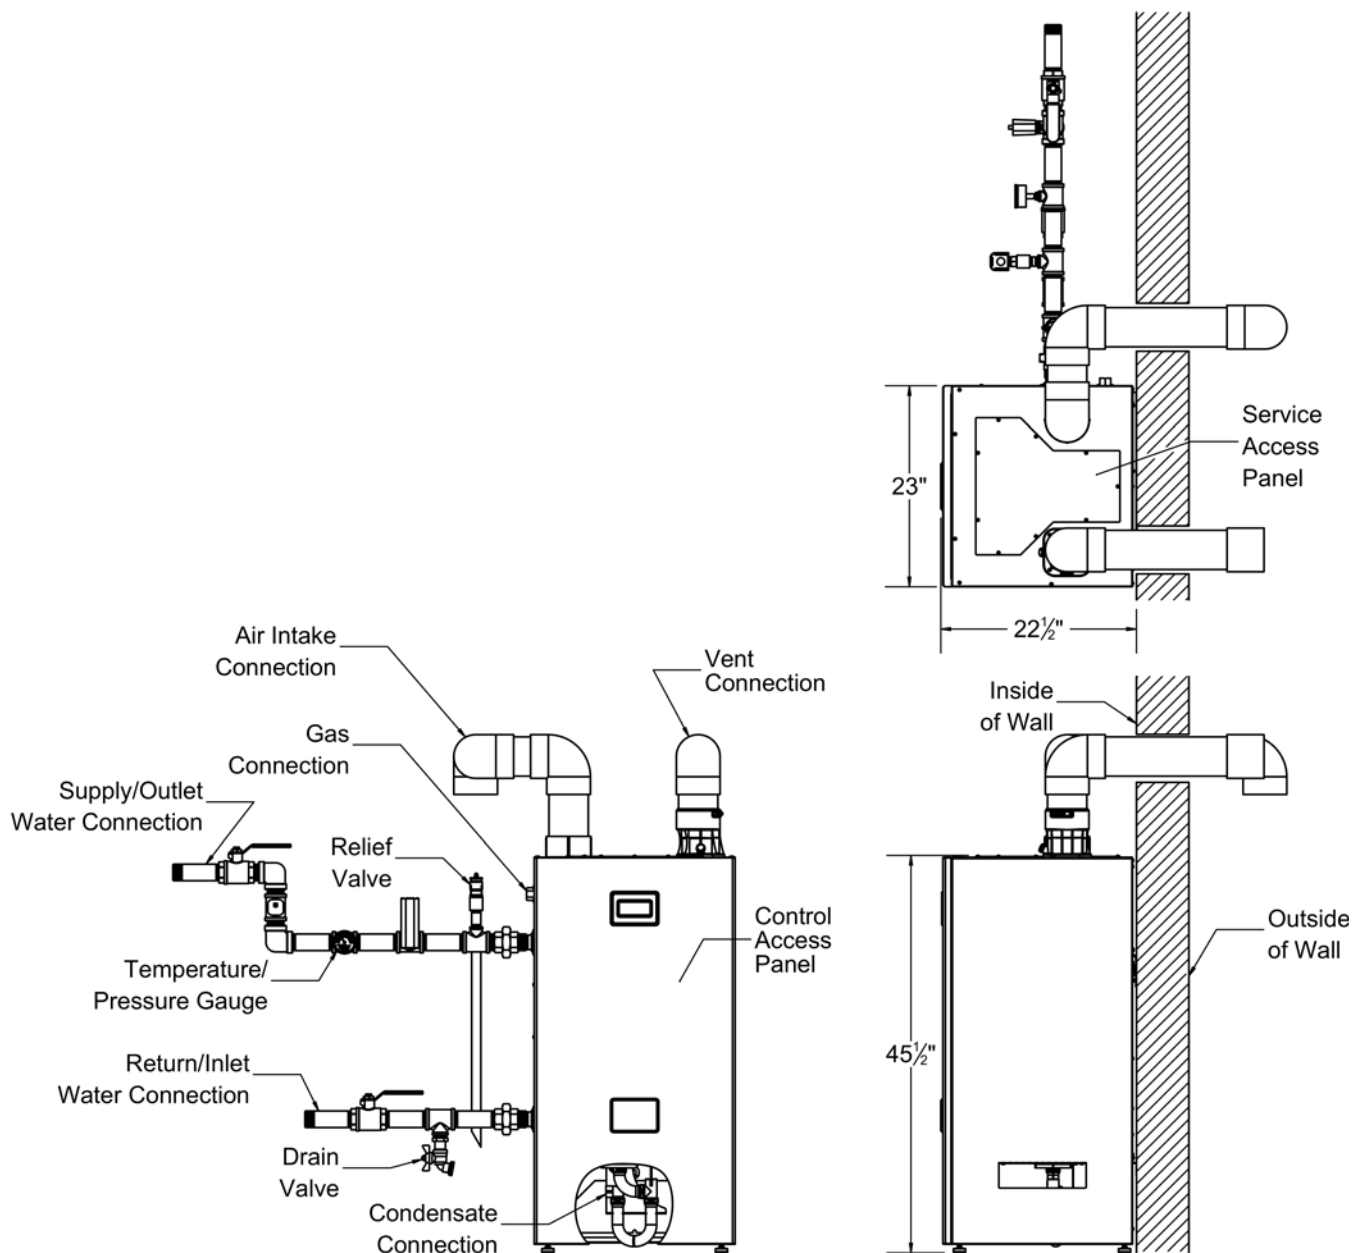 Service
Access
Panel
23"
22½"
Air Intake
Connection
Vent
Connection
Inside
of Wall
Gas
Connection
Supply/Outlet
Water Connection
Relief
Valve
Control
Access
Panel
Outside
of Wall
Temperature/
Pressure Gauge
45½"
Return/Inlet
Water Connection
Drain
Valve
Condensate
Connection